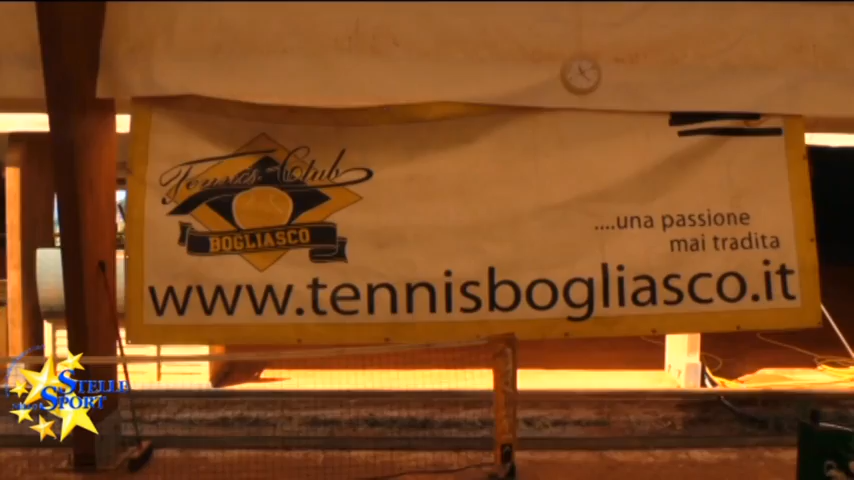 Tennis Club
BOGLIASCO
....una passione
mai tradita
www.tennisbogliasco.it
STELLE
SPORT